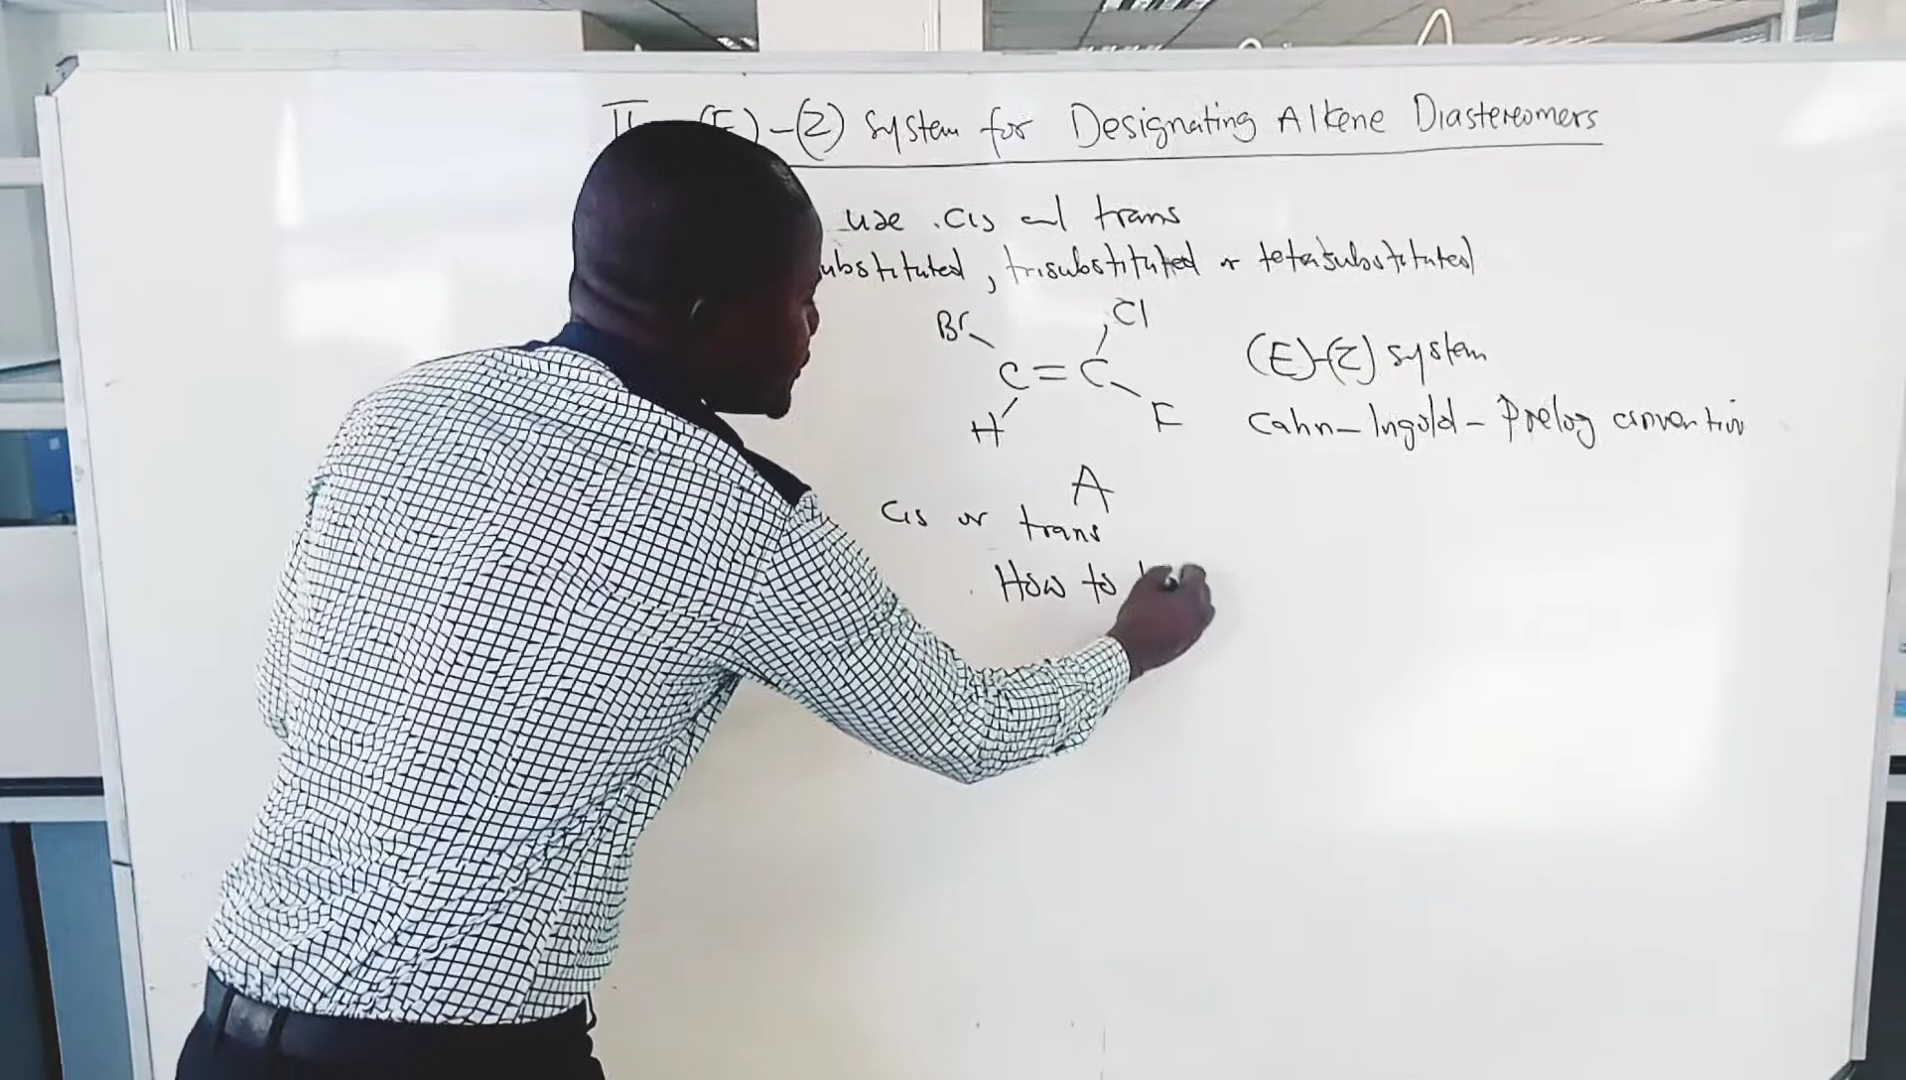 (E)-(Z) system for Designating Alkene Diastereomers
use cis and trans
ubstituted, trisubstituted or tetrasubstituted
Br Cl
C=C
H F
(E)-(Z) system
Cahn-Ingold-Prelog convention
A
Cis or trans
How to